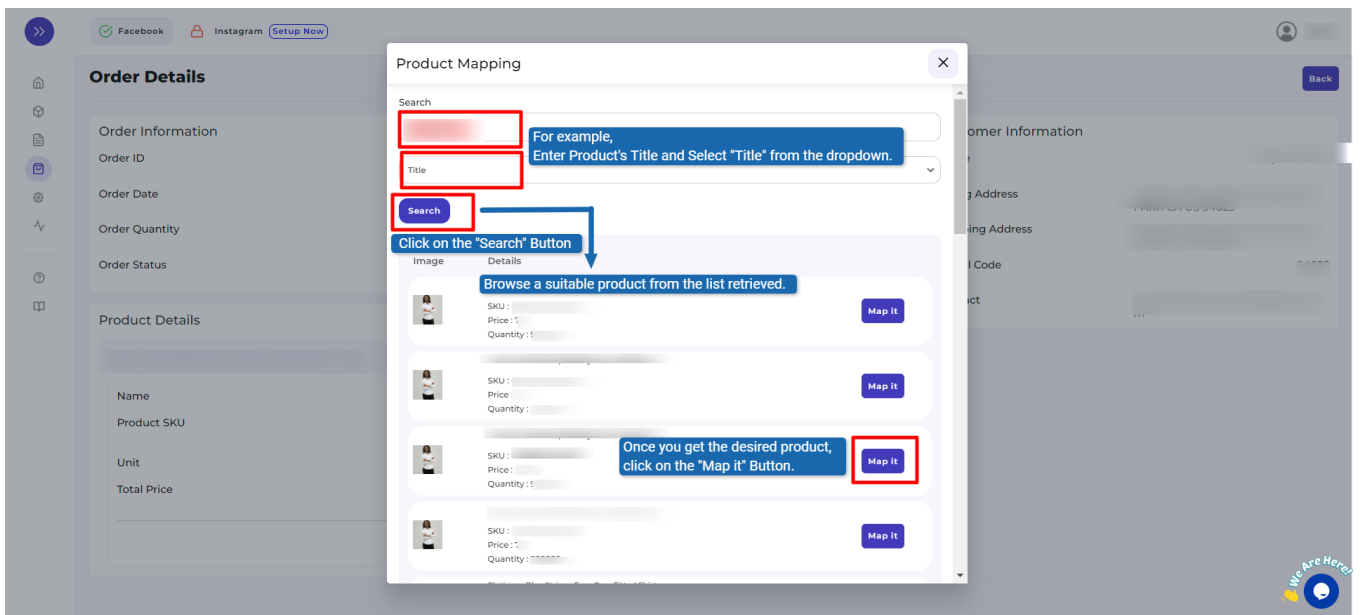 Facebook
Instagram
Setup Now
Order Details
Back
Order Information
Order ID
Order Date
Order Quantity
Order Status
Product Details
Name
Product SKU
Unit
Total Price
Product Mapping
Search
For example,
Enter Product's Title and Select "Title" from the dropdown.
Title
Search
Click on the "Search" Button
Image Details
Browse a suitable product from the list retrieved.
SKU :
Price :
Quantity :
Map it
SKU :
Price
Quantity :
Map it
Once you get the desired product,
click on the "Map it" Button.
SKU :
Price :
Quantity :
Map it
SKU :
Price :
Quantity :
Map it
Information
Address
Address
Code
We Are Here!